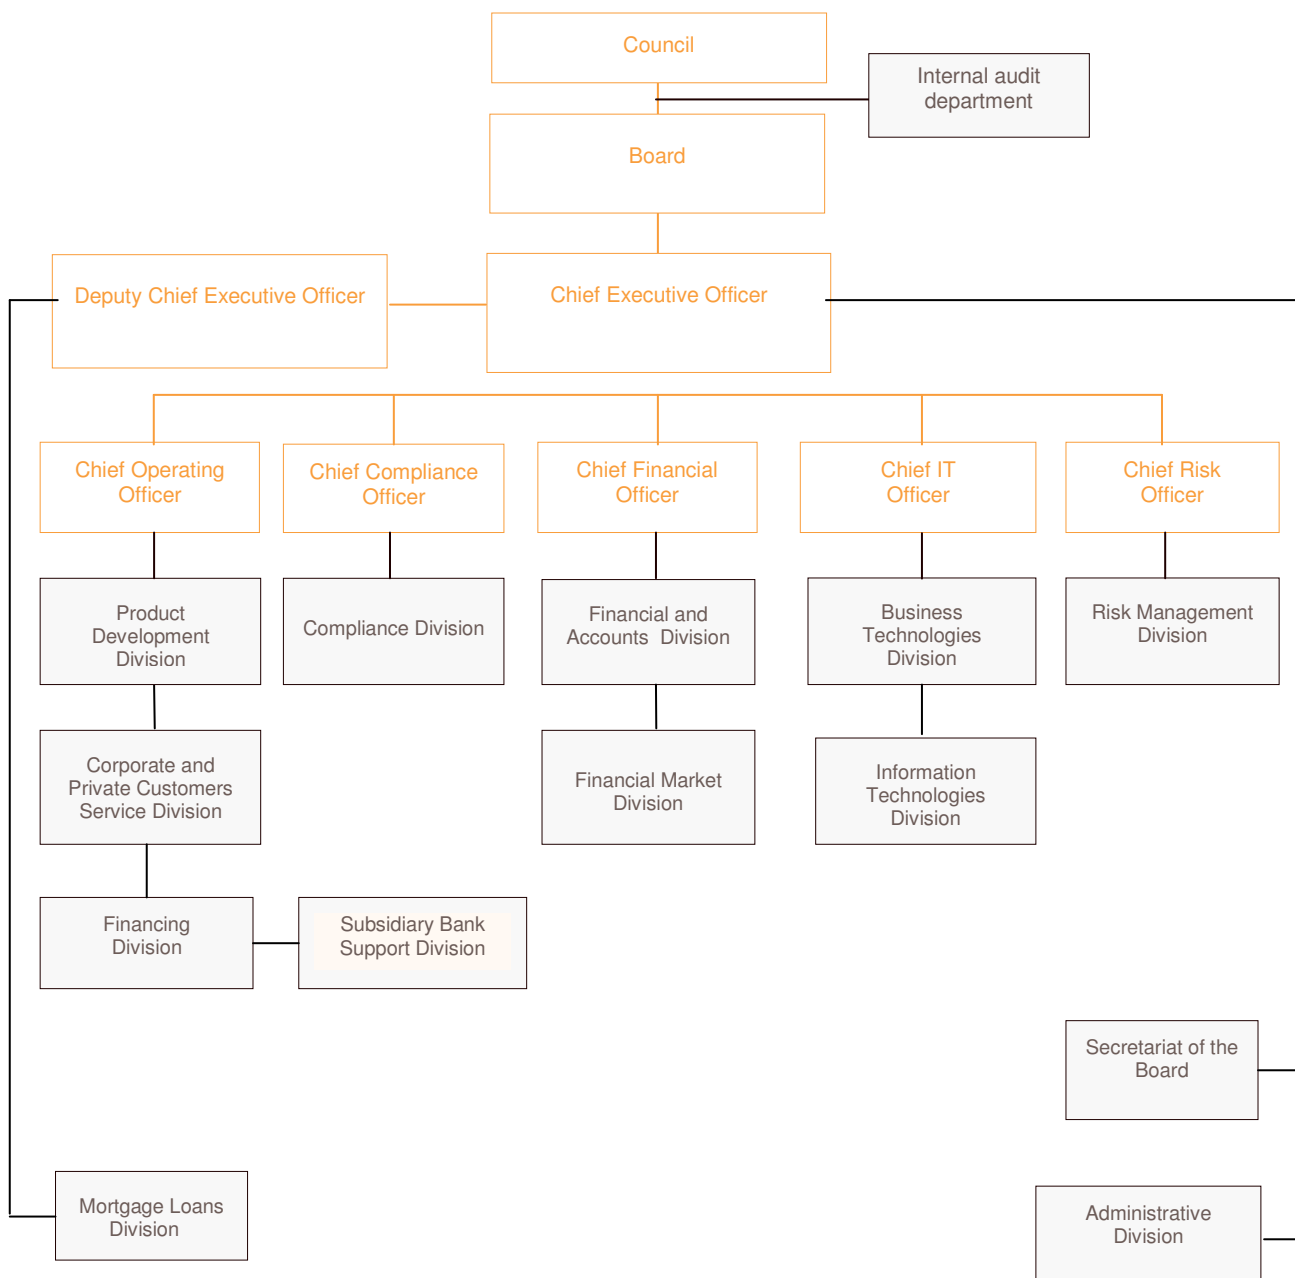 Council
Internal audit
department
Board
Deputy Chief Executive Officer
Chief Executive Officer
Chief Operating
Officer
Chief Compliance
Officer
Chief Financial
Officer
Chief IT
Officer
Chief Risk
Officer
Product
Development
Division
Compliance Division
Financial and
Accounts Division
Business
Technologies
Division
Risk Management
Division
Corporate and
Private Customers
Service Division
Financial Market
Division
Information
Technologies
Division
Financing
Division
Subsidiary Bank
Support Division
Secretariat of the
Board
Mortgage Loans
Division
Administrative
Division